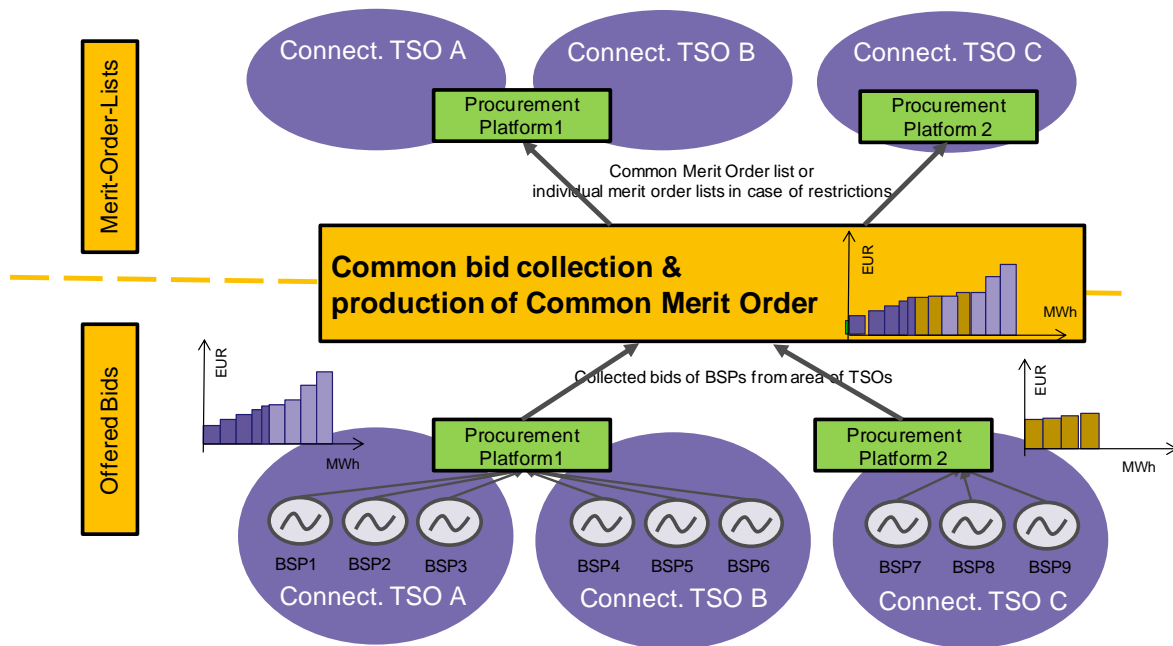 Merit-Order-Lists
Connect. TSO A
Connect. TSO B
Connect. TSO C
Procurement
Platform1
Procurement
Platform 2
Common Merit Order list or
individual merit order lists in case of restrictions
Common bid collection &
production of Common Merit Order
EUR
MWh
Offered Bids
EUR
MWh
Collected bids of BSPs from area of TSOs
EUR
MWh
Procurement
Platform1
Procurement
Platform 2
BSP1
BSP2
BSP3
BSP4
BSP5
BSP6
BSP7
BSP8
BSP9
Connect. TSO A
Connect. TSO B
Connect. TSO C